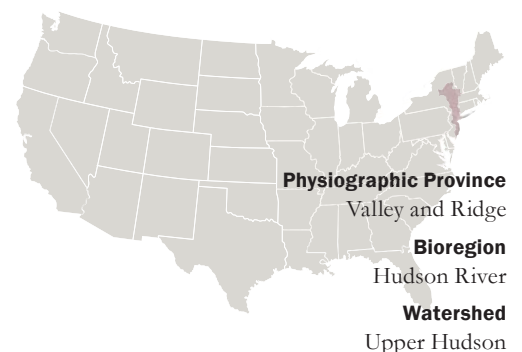 Physiographic Province
Valley and Ridge
Bioregion
Hudson River
Watershed
Upper Hudson